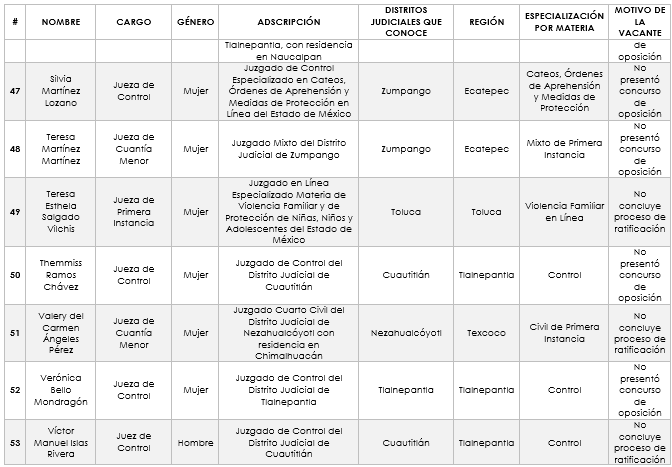 # NOMBRE CARGO GÉNERO ADSCRIPCIÓN DISTRITOS JUDICIALES QUE CONOCE REGIÓN ESPECIALIZACIÓN POR MATERIA MOTIVO DE LA VACANTE
Tlalnepantla, con residencia en Naucalpan de oposición
47 Silvia Martínez Lozano Jueza de Control Mujer Juzgado de Control Especializado en Cateos, Órdenes de Aprehensión y Medidas de Protección en Línea del Estado de México Zumpango Ecatepec Cateos, Órdenes de Aprehensión y Medidas de Protección No presentó concurso de oposición
48 Teresa Martínez Martínez Jueza de Cuantía Menor Mujer Juzgado Mixto del Distrito Judicial de Zumpango Zumpango Ecatepec Mixto de Primera Instancia No presentó concurso de oposición
49 Teresa Esthela Salgado Vilchis Jueza de Primera Instancia Mujer Juzgado en Línea Especializado Materia de Violencia Familiar y de Protección de Niñas, Niños y Adolescentes del Estado de México Toluca Toluca Violencia Familiar en Línea No concluye proceso de ratificación
50 Themmiss Ramos Chávez Jueza de Control Mujer Juzgado de Control del Distrito Judicial de Cuautitlán Cuautitlán Tlalnepantla Control No presentó concurso de oposición
51 Valery del Carmen Ángeles Pérez Jueza de Cuantía Menor Mujer Juzgado Cuarto Civil del Distrito Judicial de Nezahualcóyotl con residencia en Chimalhuacán Nezahualcóyotl Texcoco Civil de Primera Instancia No concluye proceso de ratificación
52 Verónica Bello Mondragón Jueza de Control Mujer Juzgado de Control del Distrito Judicial de Tlalnepantla Tlalnepantla Tlalnepantla Control No presentó concurso de oposición
53 Víctor Manuel Islas Rivera Juez de Control Hombre Juzgado de Control del Distrito Judicial de Cuautitlán Cuautitlán Tlalnepantla Control No concluye proceso de ratificación